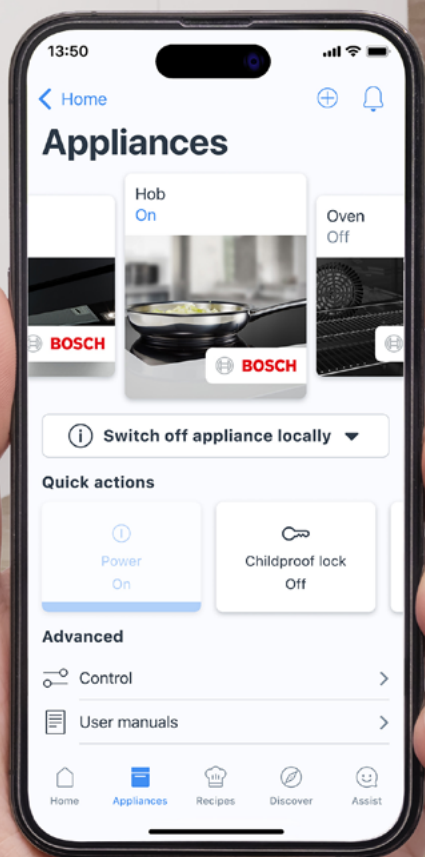 13:50
Home
Appliances
Hob
On
Oven
Off
BOSCH
BOSCH
Switch off appliance locally
Quick actions
Power
On
Childproof lock
Off
Advanced
Control
User manuals
Home
Appliances
Recipes
Discover
Assist